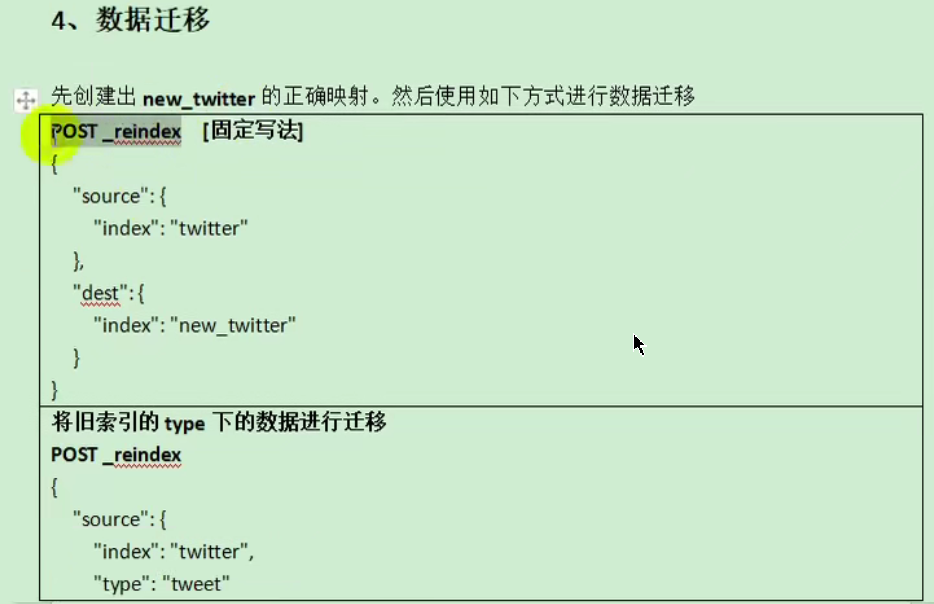 4、数据迁移
先创建出 new_twitter 的正确映射。然后使用如下方式进行数据迁移
POST _reindex [固定写法]
{
"source": {
"index": "twitter"
},
"dest": {
"index": "new_twitter"
}
}
将旧索引的 type 下的数据进行迁移
POST _reindex
{
"source": {
"index": "twitter",
"type": "tweet"